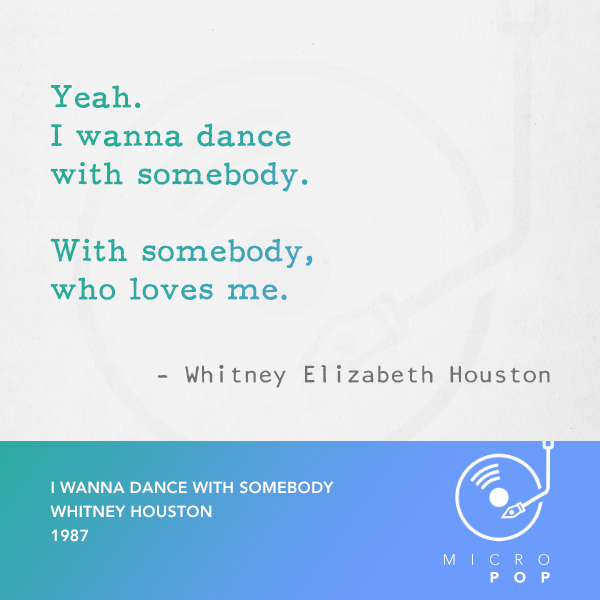 Yeah.
I wanna dance
with somebody.
With somebody,
who loves me.
– Whitney Elizabeth Houston
I WANNA DANCE WITH SOMEBODY
WHITNEY HOUSTON
1987
MICRO
POP